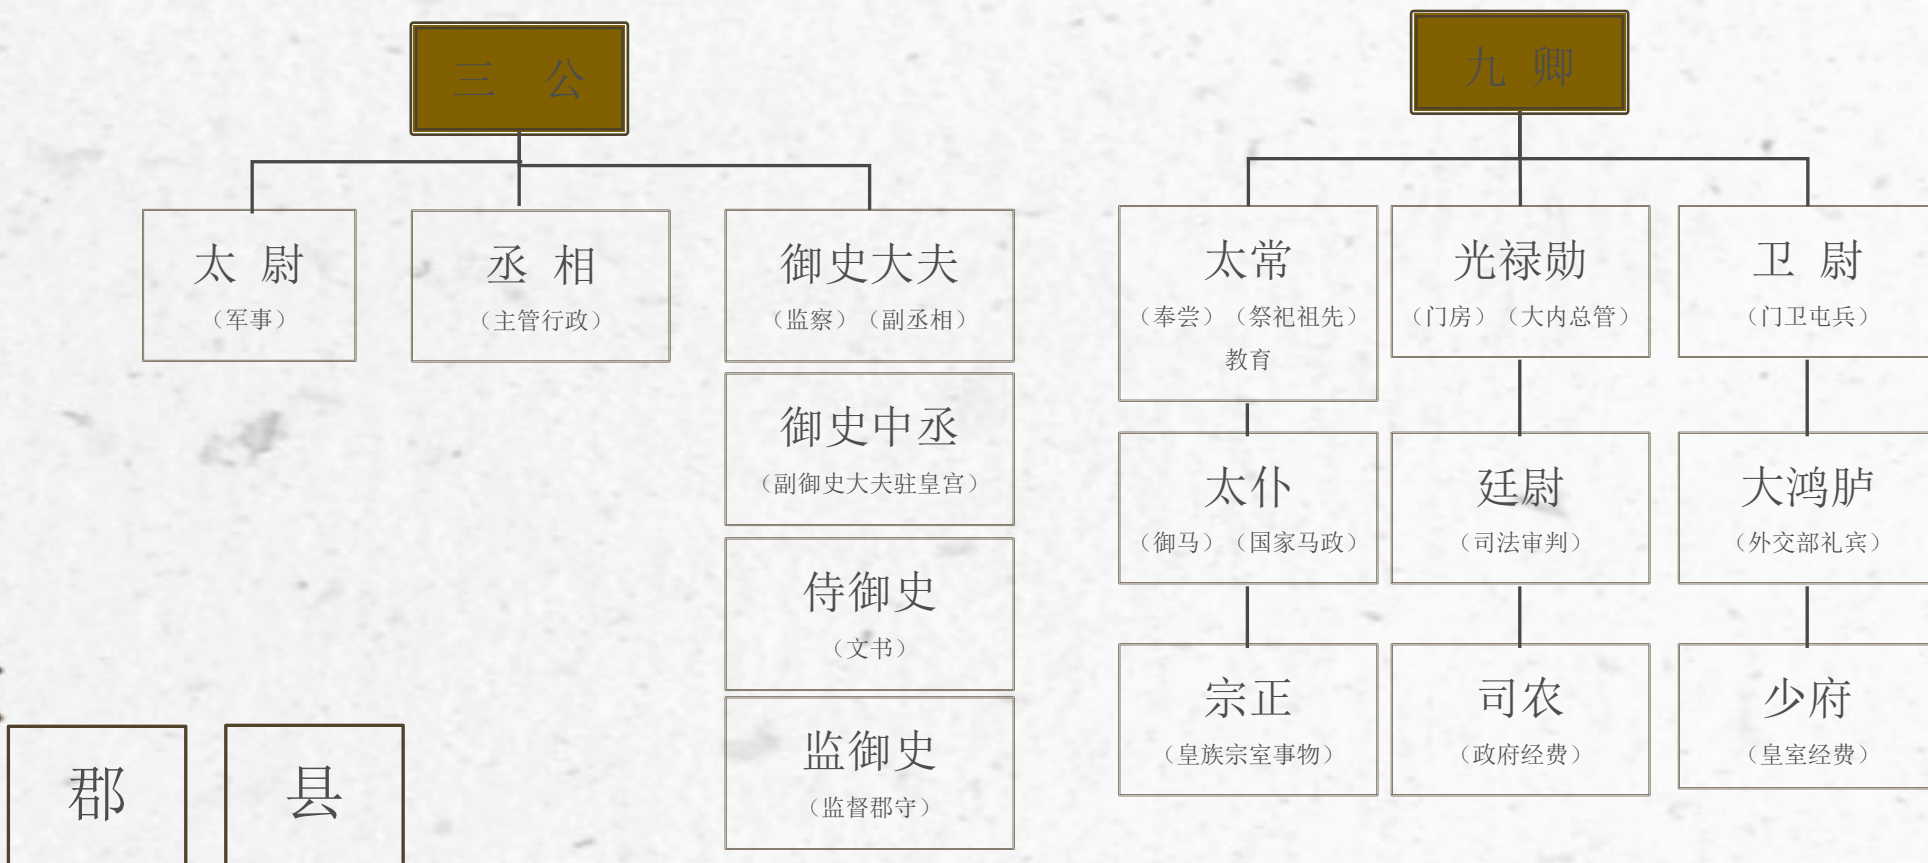 三 公
太 尉
（军事）
丞 相
（主管行政）
御史大夫
（监察）（副丞相）
御史中丞
（副御史大夫驻皇宫）
侍御史
（文书）
监御史
（监督郡守）
郡
县
九 卿
太常
（奉尝）（祭祀祖先）
教育
光禄勋
（门房）（大内总管）
卫 尉
（门卫屯兵）
太仆
（御马）（国家马政）
廷尉
（司法审判）
大鸿胪
（外交部礼宾）
宗正
（皇族宗室事物）
司农
（政府经费）
少府
（皇室经费）